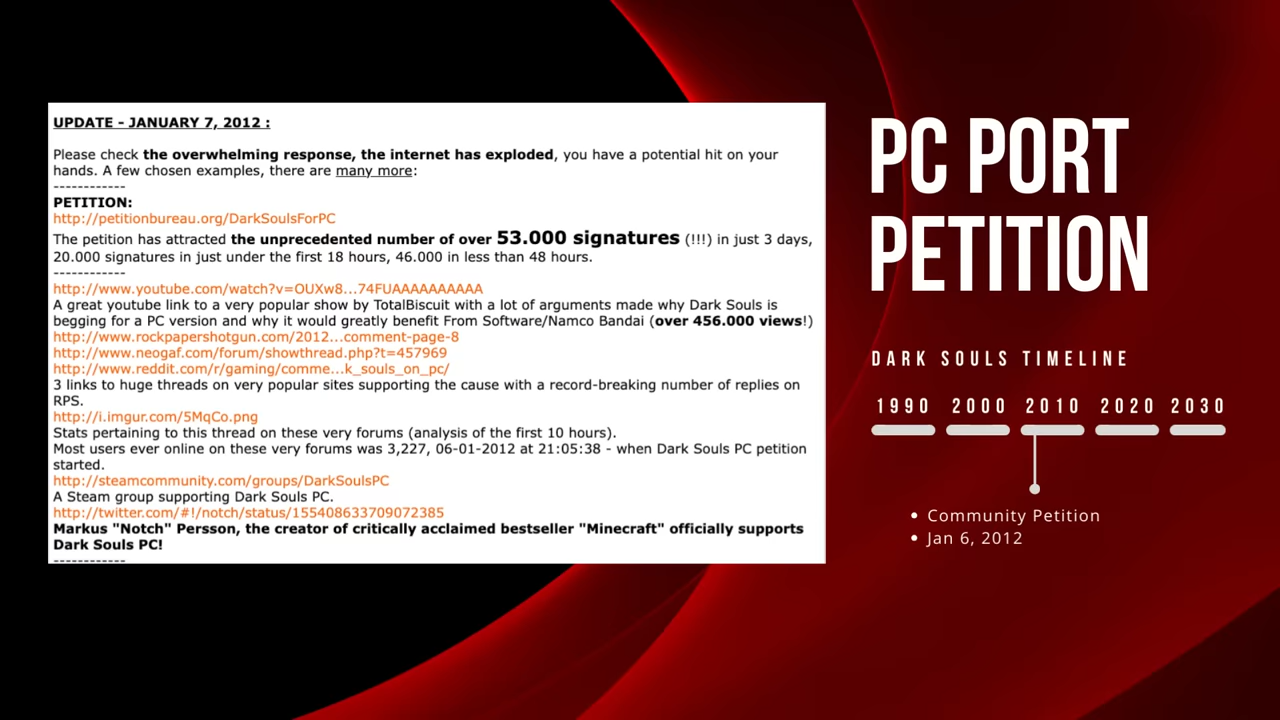 UPDATE - JANUARY 7, 2012 :
Please check the overwhelming response, the internet has exploded, you have a potential hit on your
hands. A few chosen examples, there are many more:
------------
PETITION:
http://petitionbureau.org/DarkSoulsForPC
The petition has attracted the unprecedented number of over 53.000 signatures (!!!) in just 3 days,
20.000 signatures in just under the first 18 hours, 46.000 in less than 48 hours.
------------
http://www.youtube.com/watch?v=OUXw8...74FUAAAAAAAAAA
A great youtube link to a very popular show by TotalBiscuit with a lot of arguments made why Dark Souls is
begging for a PC version and why it would greatly benefit From Software/Namco Bandai (over 456.000 views!)
http://www.rockpapershotgun.com/2012...comment-page-8
http://www.neogaf.com/forum/showthread.php?t=457969
http://www.reddit.com/r/gaming/comme...k_souls_on_pc/
3 links to huge threads on very popular sites supporting the cause with a record-breaking number of replies on
RPS.
http://i.imgur.com/5MqCo.png
Stats pertaining to this thread on these very forums (analysis of the first 10 hours).
Most users ever online on these very forums was 3,227, 06-01-2012 at 21:05:38 - when Dark Souls PC petition
started.
http://steamcommunity.com/groups/DarkSoulsPC
A Steam group supporting Dark Souls PC.
http://twitter.com/#!/notch/status/155408633709072385
Markus "Notch" Persson, the creator of critically acclaimed bestseller "Minecraft" officially supports
Dark Souls PC!
------------
PC PORT
PETITION
DARK SOULS TIMELINE
1990 2000 2010 2020 2030
• Community Petition
• Jan 6, 2012